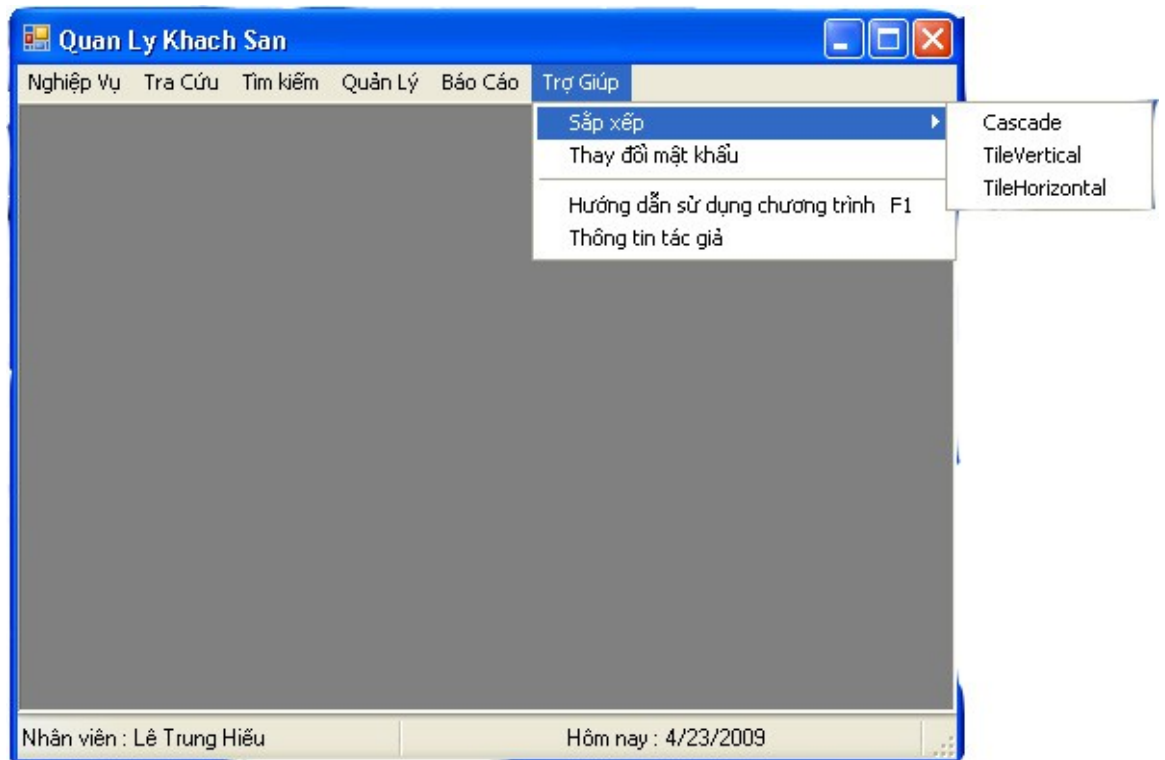 Quan Ly Khach San
Nghiệp Vụ Tra Cứu Tìm kiếm Quản Lý Báo Cáo Trợ Giúp
Sắp xếp
Thay đổi mật khẩu
Hướng dẫn sử dụng chương trình F1
Thông tin tác giả
Cascade
TileVertical
TileHorizontal
Nhân viên : Lê Trung Hiếu
Hôm nay : 4/23/2009